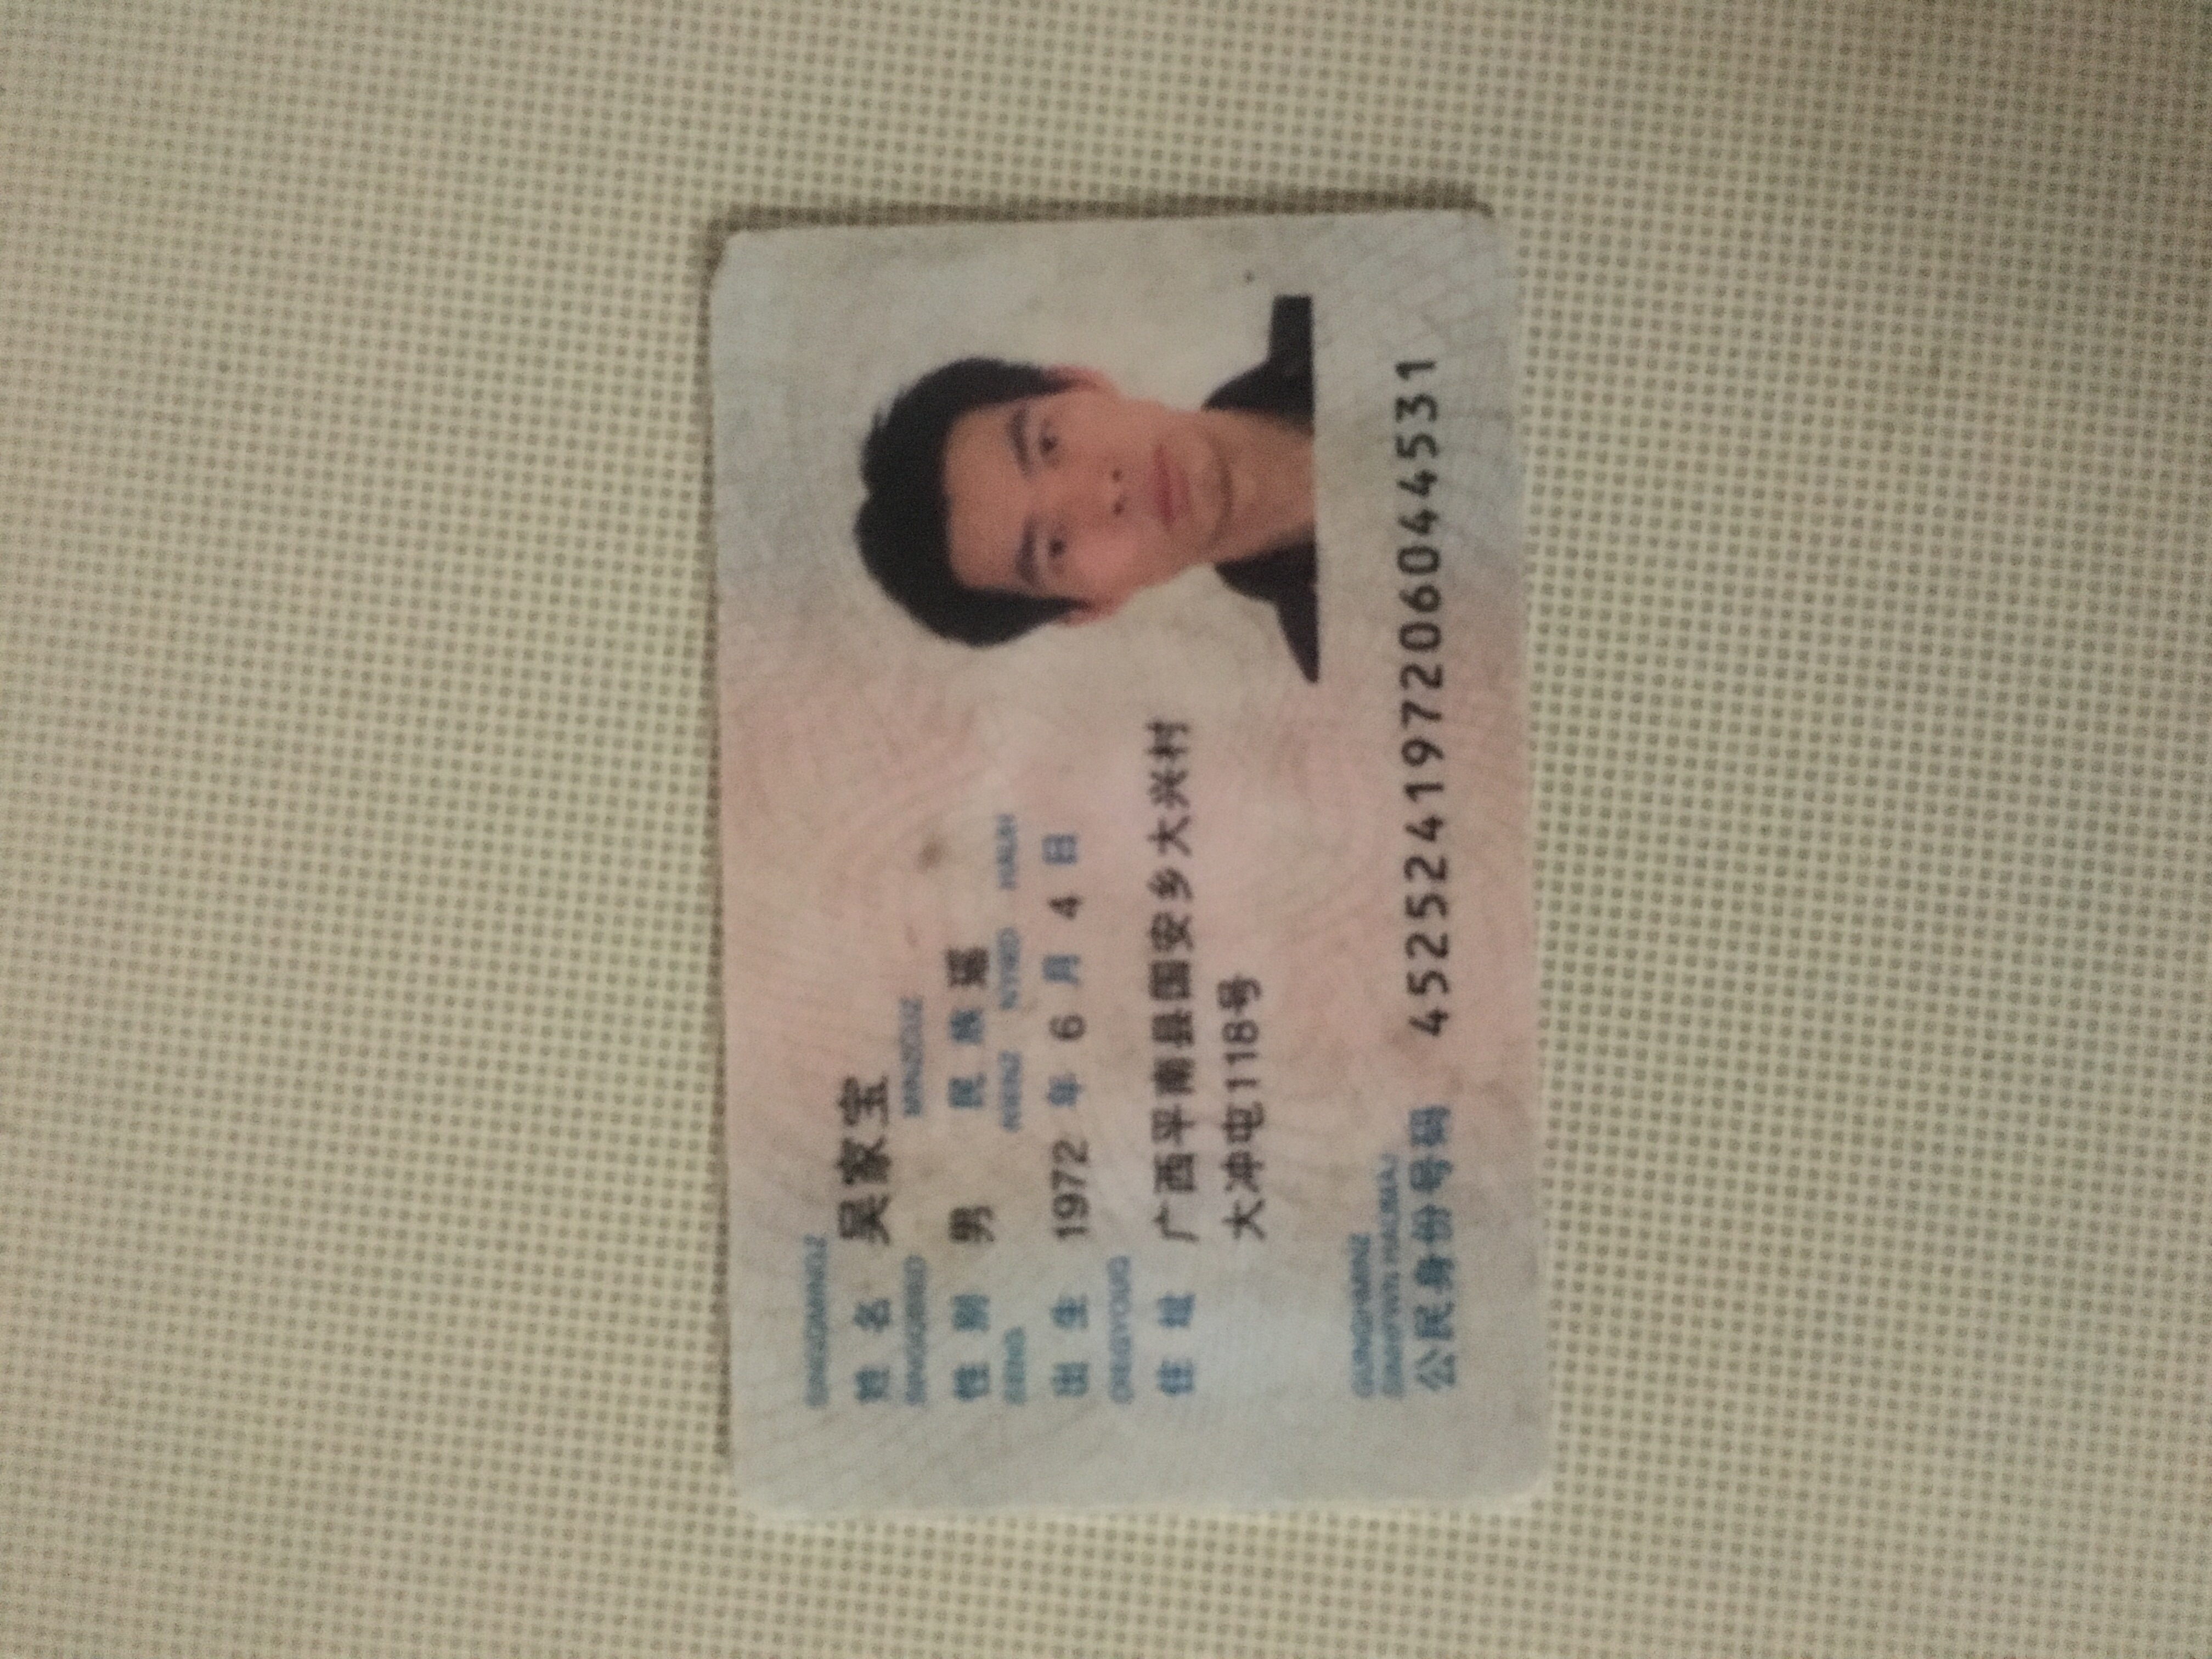 SINGQMINGZ
姓 名 吴家宝
SINGQBIED MINZCUZ
性 别 男 民 族 瑶
SENG NIENZ NYIED HAUH
出 生 1972 年 6 月 4 日
DIEGYOUQ
住 址 广西平南县国安乡大兴村
大冲屯118号
GUNGHMINZ
SINHFWN HAUMAJ
公民身份号码 452524197206044531